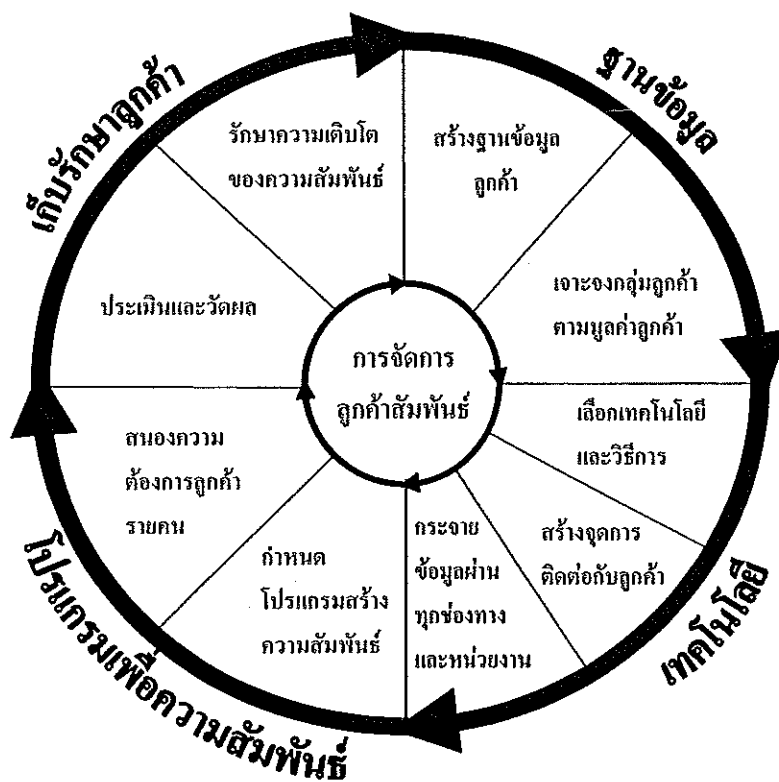 ฐานข้อมูล
สร้างฐานข้อมูล
ลูกค้า
เจาะจงกลุ่มลูกค้า
ตามมูลค่าลูกค้า
เทคโนโลยี
เลือกเทคโนโลยี
และวิธีการ
สร้างจุดการ
ติดต่อกับลูกค้า
กระจาย
ข้อมูลผ่าน
ทุกช่องทาง
และหน่วยงาน
โปรแกรมเพื่อความสัมพันธ์
กำหนด
โปรแกรมสร้าง
ความสัมพันธ์
สนองความ
ต้องการลูกค้า
รายคน
เก็บรักษาลูกค้า
ประเมินและวัดผล
รักษาความเติบโต
ของความสัมพันธ์
การจัดการ
ลูกค้าสัมพันธ์